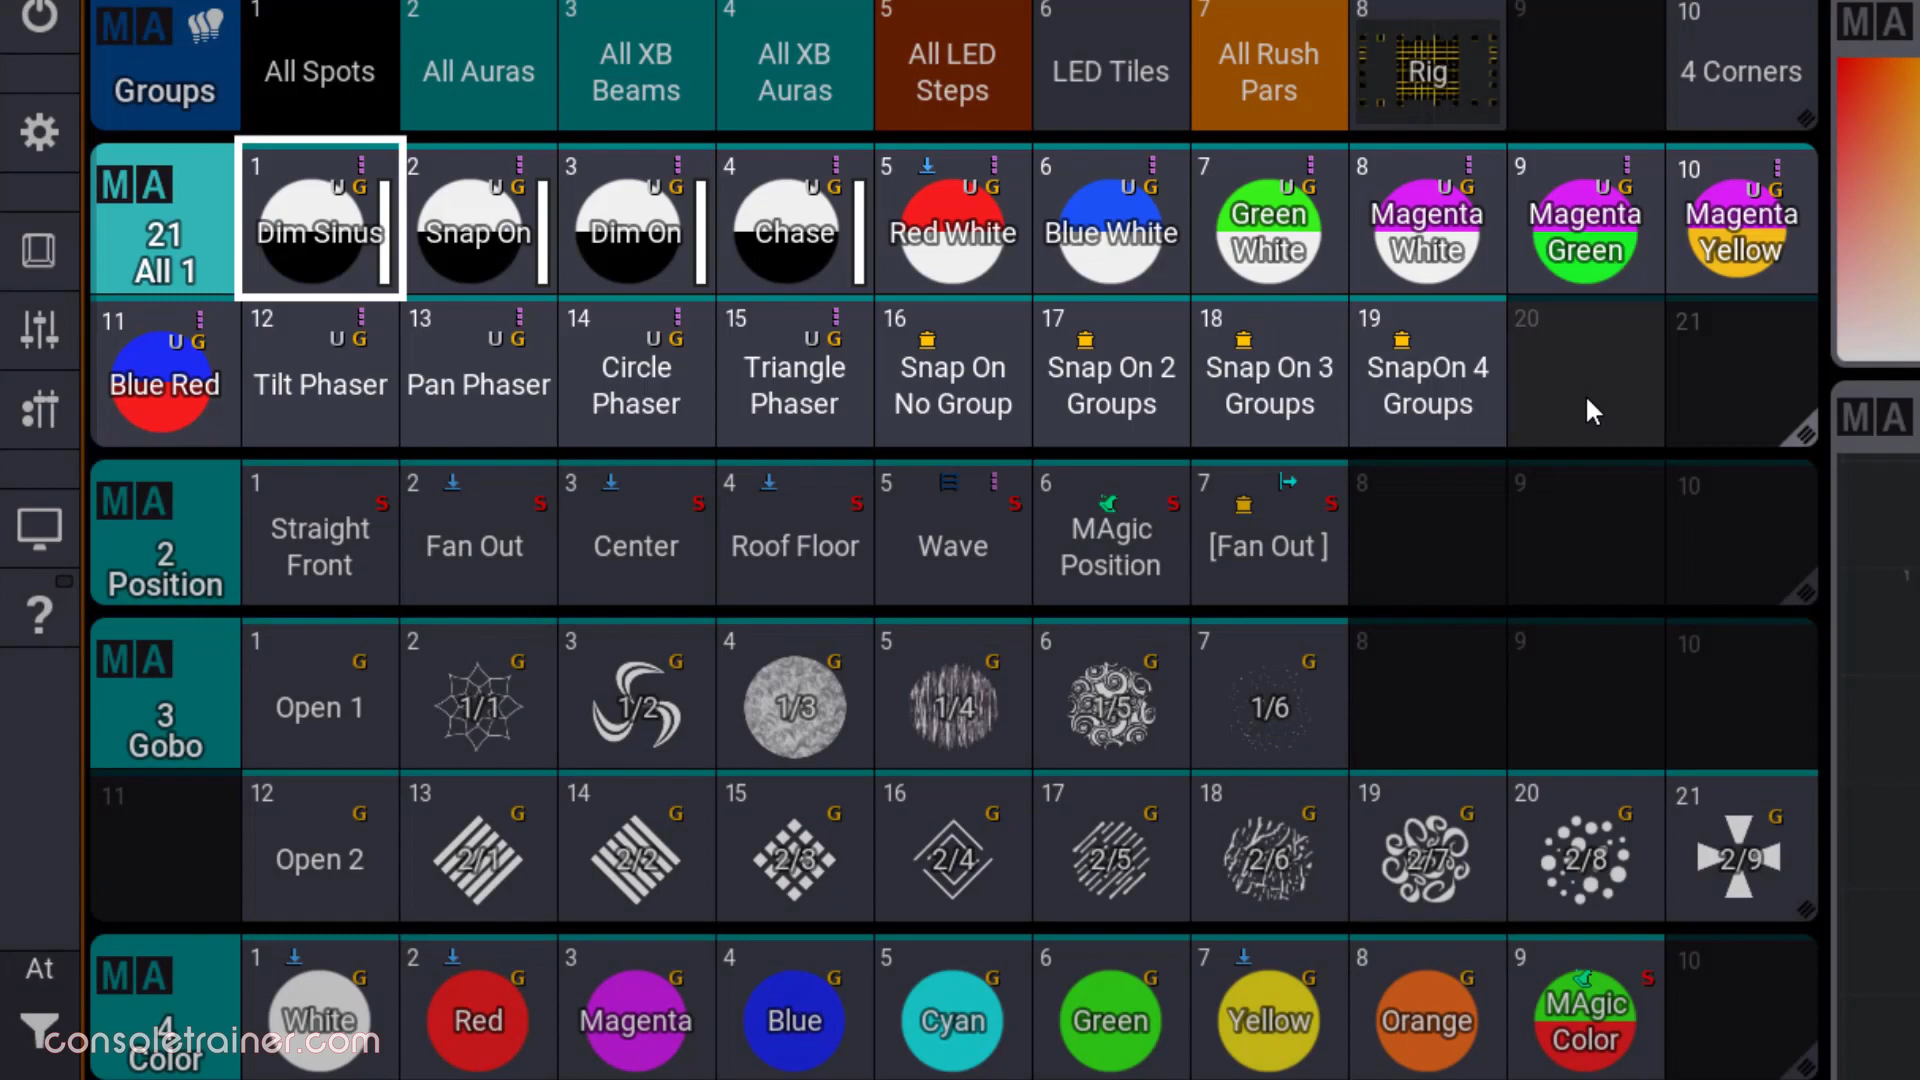 MA
Groups
1
All Spots
2
All Auras
3
All XB
Beams
4
All XB
Auras
5
All LED
Steps
6
LED Tiles
7
All Rush
Pars
8
Rig
9
10
4 Corners
MA
MA
21
All 1
1
U G
Dim Sinus
2
U G
Snap On
3
U G
Dim On
4
U G
Chase
5
U G
Red White
6
U G
Blue White
7
U G
Green
White
8
U G
Magenta
White
9
U G
Magenta
Green
10
U G
Magenta
Yellow
11
U G
Blue Red
12
U G
Tilt Phaser
13
U G
Pan Phaser
14
U G
Circle
Phaser
15
U G
Triangle
Phaser
16
Snap On
No Group
17
Snap On 2
Groups
18
Snap On 3
Groups
19
SnapOn 4
Groups
20
21
MA
MA
2
Position
1
S
Straight
Front
2
S
Fan Out
3
S
Center
4
S
Roof Floor
5
S
Wave
6
S
MAgic
Position
7
S
[Fan Out ]
8
9
10
1
MA
3
Gobo
1
G
Open 1
2
G
1/1
3
G
1/2
4
G
1/3
5
G
1/4
6
G
1/5
7
G
1/6
8
9
10
11
12
G
Open 2
13
G
2/1
14
G
2/2
15
G
2/3
16
G
2/4
17
G
2/5
18
G
2/6
19
G
2/7
20
G
2/8
21
G
2/9
MA
4
Color
1
G
White
2
G
Red
3
G
Magenta
4
G
Blue
5
G
Cyan
6
G
Green
7
G
Yellow
8
G
Orange
9
S
MAgic
Color
10
?
At
consoletrainer.com